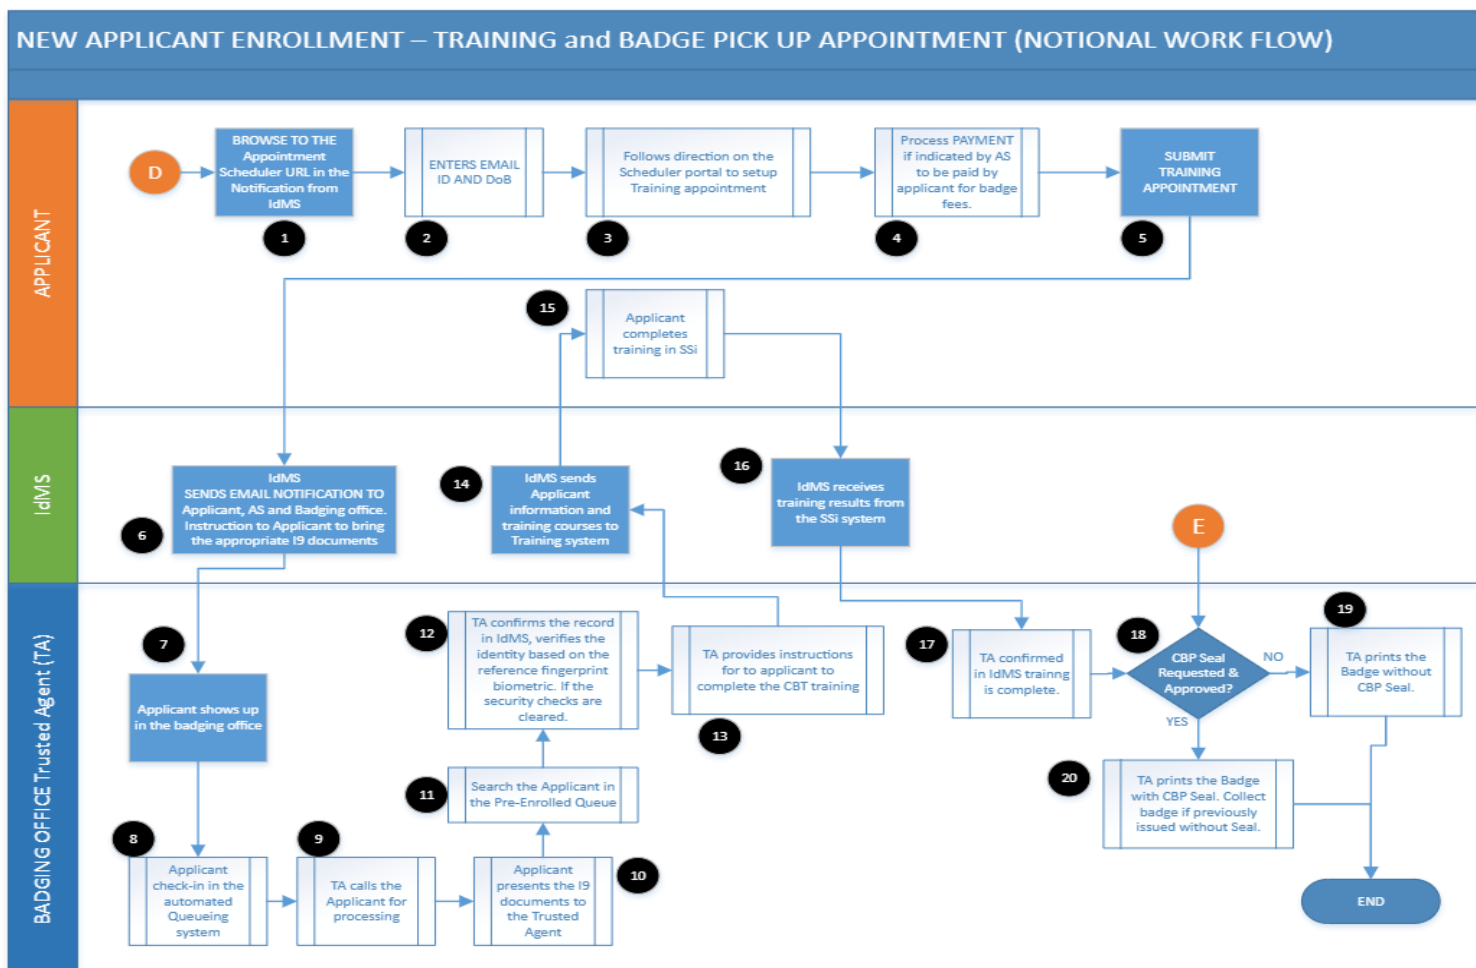 NEW APPLICANT ENROLLMENT – TRAINING and BADGE PICK UP APPOINTMENT (NOTIONAL WORK FLOW)
APPLICANT
D
BROWSE TO THE
Appointment
Scheduler URL in the
Notification from
IdMS
1
ENTERS EMAIL
ID AND DoB
2
Follows direction on the
Scheduler portal to setup
Training appointment
3
Process PAYMENT
if indicated by AS
to be paid by
applicant for badge
fees.
4
SUBMIT
TRAINING
APPOINTMENT
5
15
Applicant
completes
training in SSi
IdMS
IdMS
SENDS EMAIL NOTIFICATION TO
Applicant, AS and Badging office.
Instruction to Applicant to bring
the appropriate I9 documents
6
14
IdMS sends
Applicant
information and
training courses to
Training system
16
IdMS receives
training results from
the SSi system
E
BADGING OFFICE Trusted Agent (TA)
7
Applicant shows up
in the badging office
8
Applicant
check-in in the
automated
Queueing
system
9
TA calls the
Applicant for
processing
10
Applicant
presents the I9
documents to
the Trusted
Agent
11
Search the Applicant in
the Pre-Enrolled Queue
12
TA confirms the record
in IdMS, verifies the
identity based on the
reference fingerprint
biometric. If the
security checks are
cleared.
TA provides instructions
for to applicant to
complete the CBT training
13
17
TA confirmed
in IdMS trainng
is complete.
18
CBP Seal
Requested &
Approved?
NO
YES
19
TA prints the
Badge without
CBP Seal.
20
TA prints the Badge
with CBP Seal. Collect
badge if previously
issued without Seal.
END